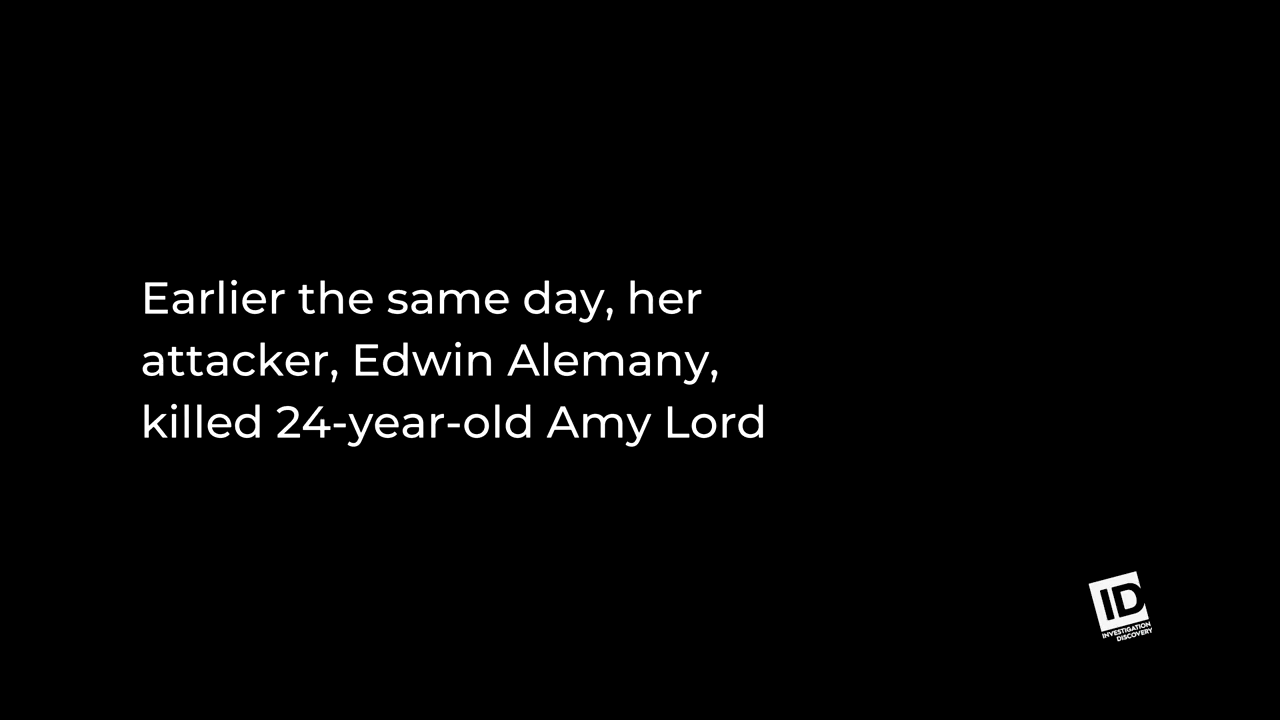 Earlier the same day, her
attacker, Edwin Alemany,
killed 24-year-old Amy Lord
ID
INVESTIGATION
DISCOVERY